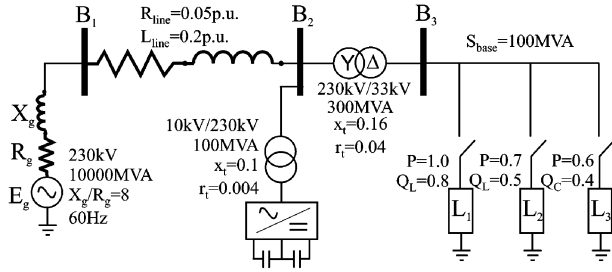 B1
Rline=0.05p.u.
Lline=0.2p.u.
B2
B3
Sbase=100MVA
Y Δ
230kV/33kV
300MVA
xt=0.16
rt=0.04
Xg
Rg
Eg
230kV
10000MVA
Xg/Rg=8
60Hz
10kV/230kV
100MVA
xt=0.1
rt=0.004
P=1.0
QL=0.8
L1
P=0.7
QL=0.5
L2
P=0.6
QC=0.4
L3